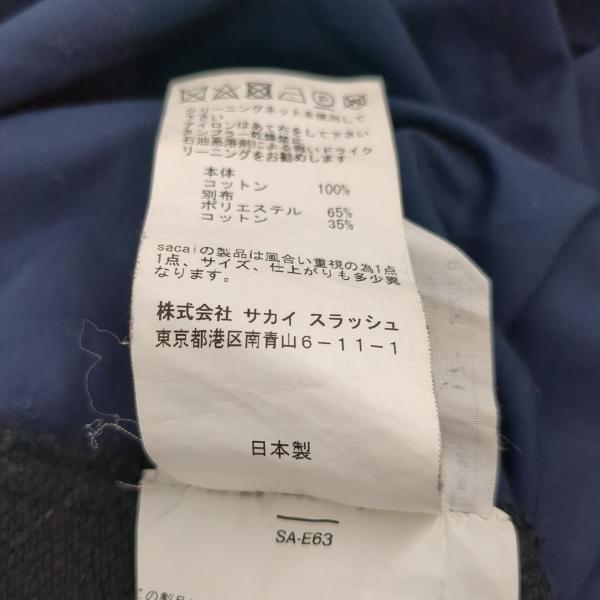 クリーニングネットを使用して
下さい
アイロンはあて布をして下さい
タンブラー乾燥禁止
石油系溶剤による弱いドライク
リーニングをお勧めします
本体
コットン 100%
別布
ポリエステル 65%
コットン 35%
sacaiの製品は風合い重視の為1点
1点、サイズ、仕上がりも多少異
なります。
株式会社 サカイ スラッシュ
東京都港区南青山6-11-1
日本製
SA-E63
の製品